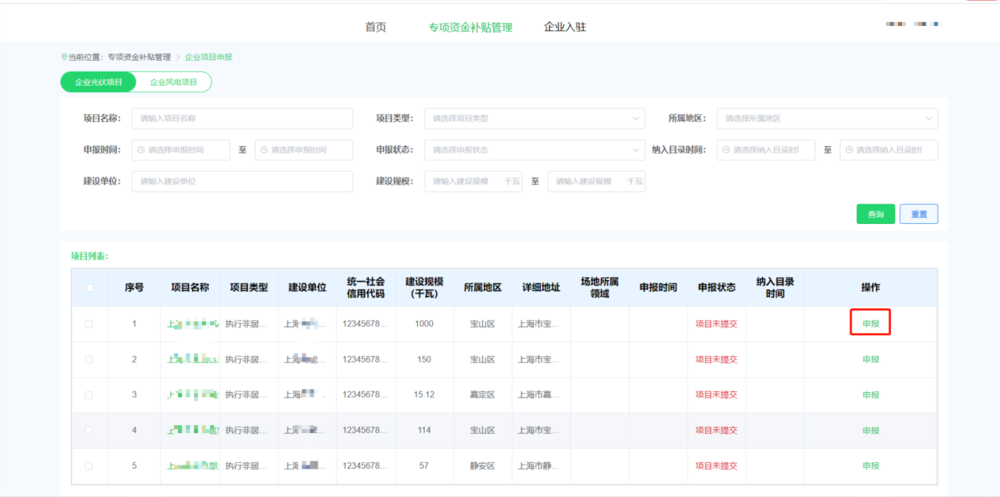 首页 专项资金补贴管理 企业入驻
当前位置: 专项资金补贴管理 > 企业项目申报
企业光伏项目 企业风电项目
项目名称: 请输入项目名称 项目类型: 请选择项目类型 所属地区: 请选择所属地区
申报时间: 请选择申报时间 至 请选择申报时间 申报状态: 请选择申报状态 纳入目录时间: 请选择纳入目录时 至 请选择纳入目录时
建设单位: 请输入建设单位 建设规模: 请输入建设规模 千瓦 至 请输入建设规模 千瓦
查询 重置
项目列表:
序号 项目名称 项目类型 建设单位 统一社会信用代码 建设规模(千瓦) 所属地区 详细地址 场地所属领域 申报时间 申报状态 纳入目录时间 操作
1 上 执行非居... 上海 12345678... 1000 宝山区 上海市宝... 项目未提交 申报
2 上 执行非居... 上海 12345678... 150 宝山区 上海市宝... 项目未提交 申报
3 执行非居... 上海 12345678... 15.12 嘉定区 上海市嘉... 项目未提交 申报
4 执行非居... 上海 12345678... 114 宝山区 上海市宝... 项目未提交 申报
5 上 部 执行非居... 上海 12345678... 57 静安区 上海市静... 项目未提交 申报